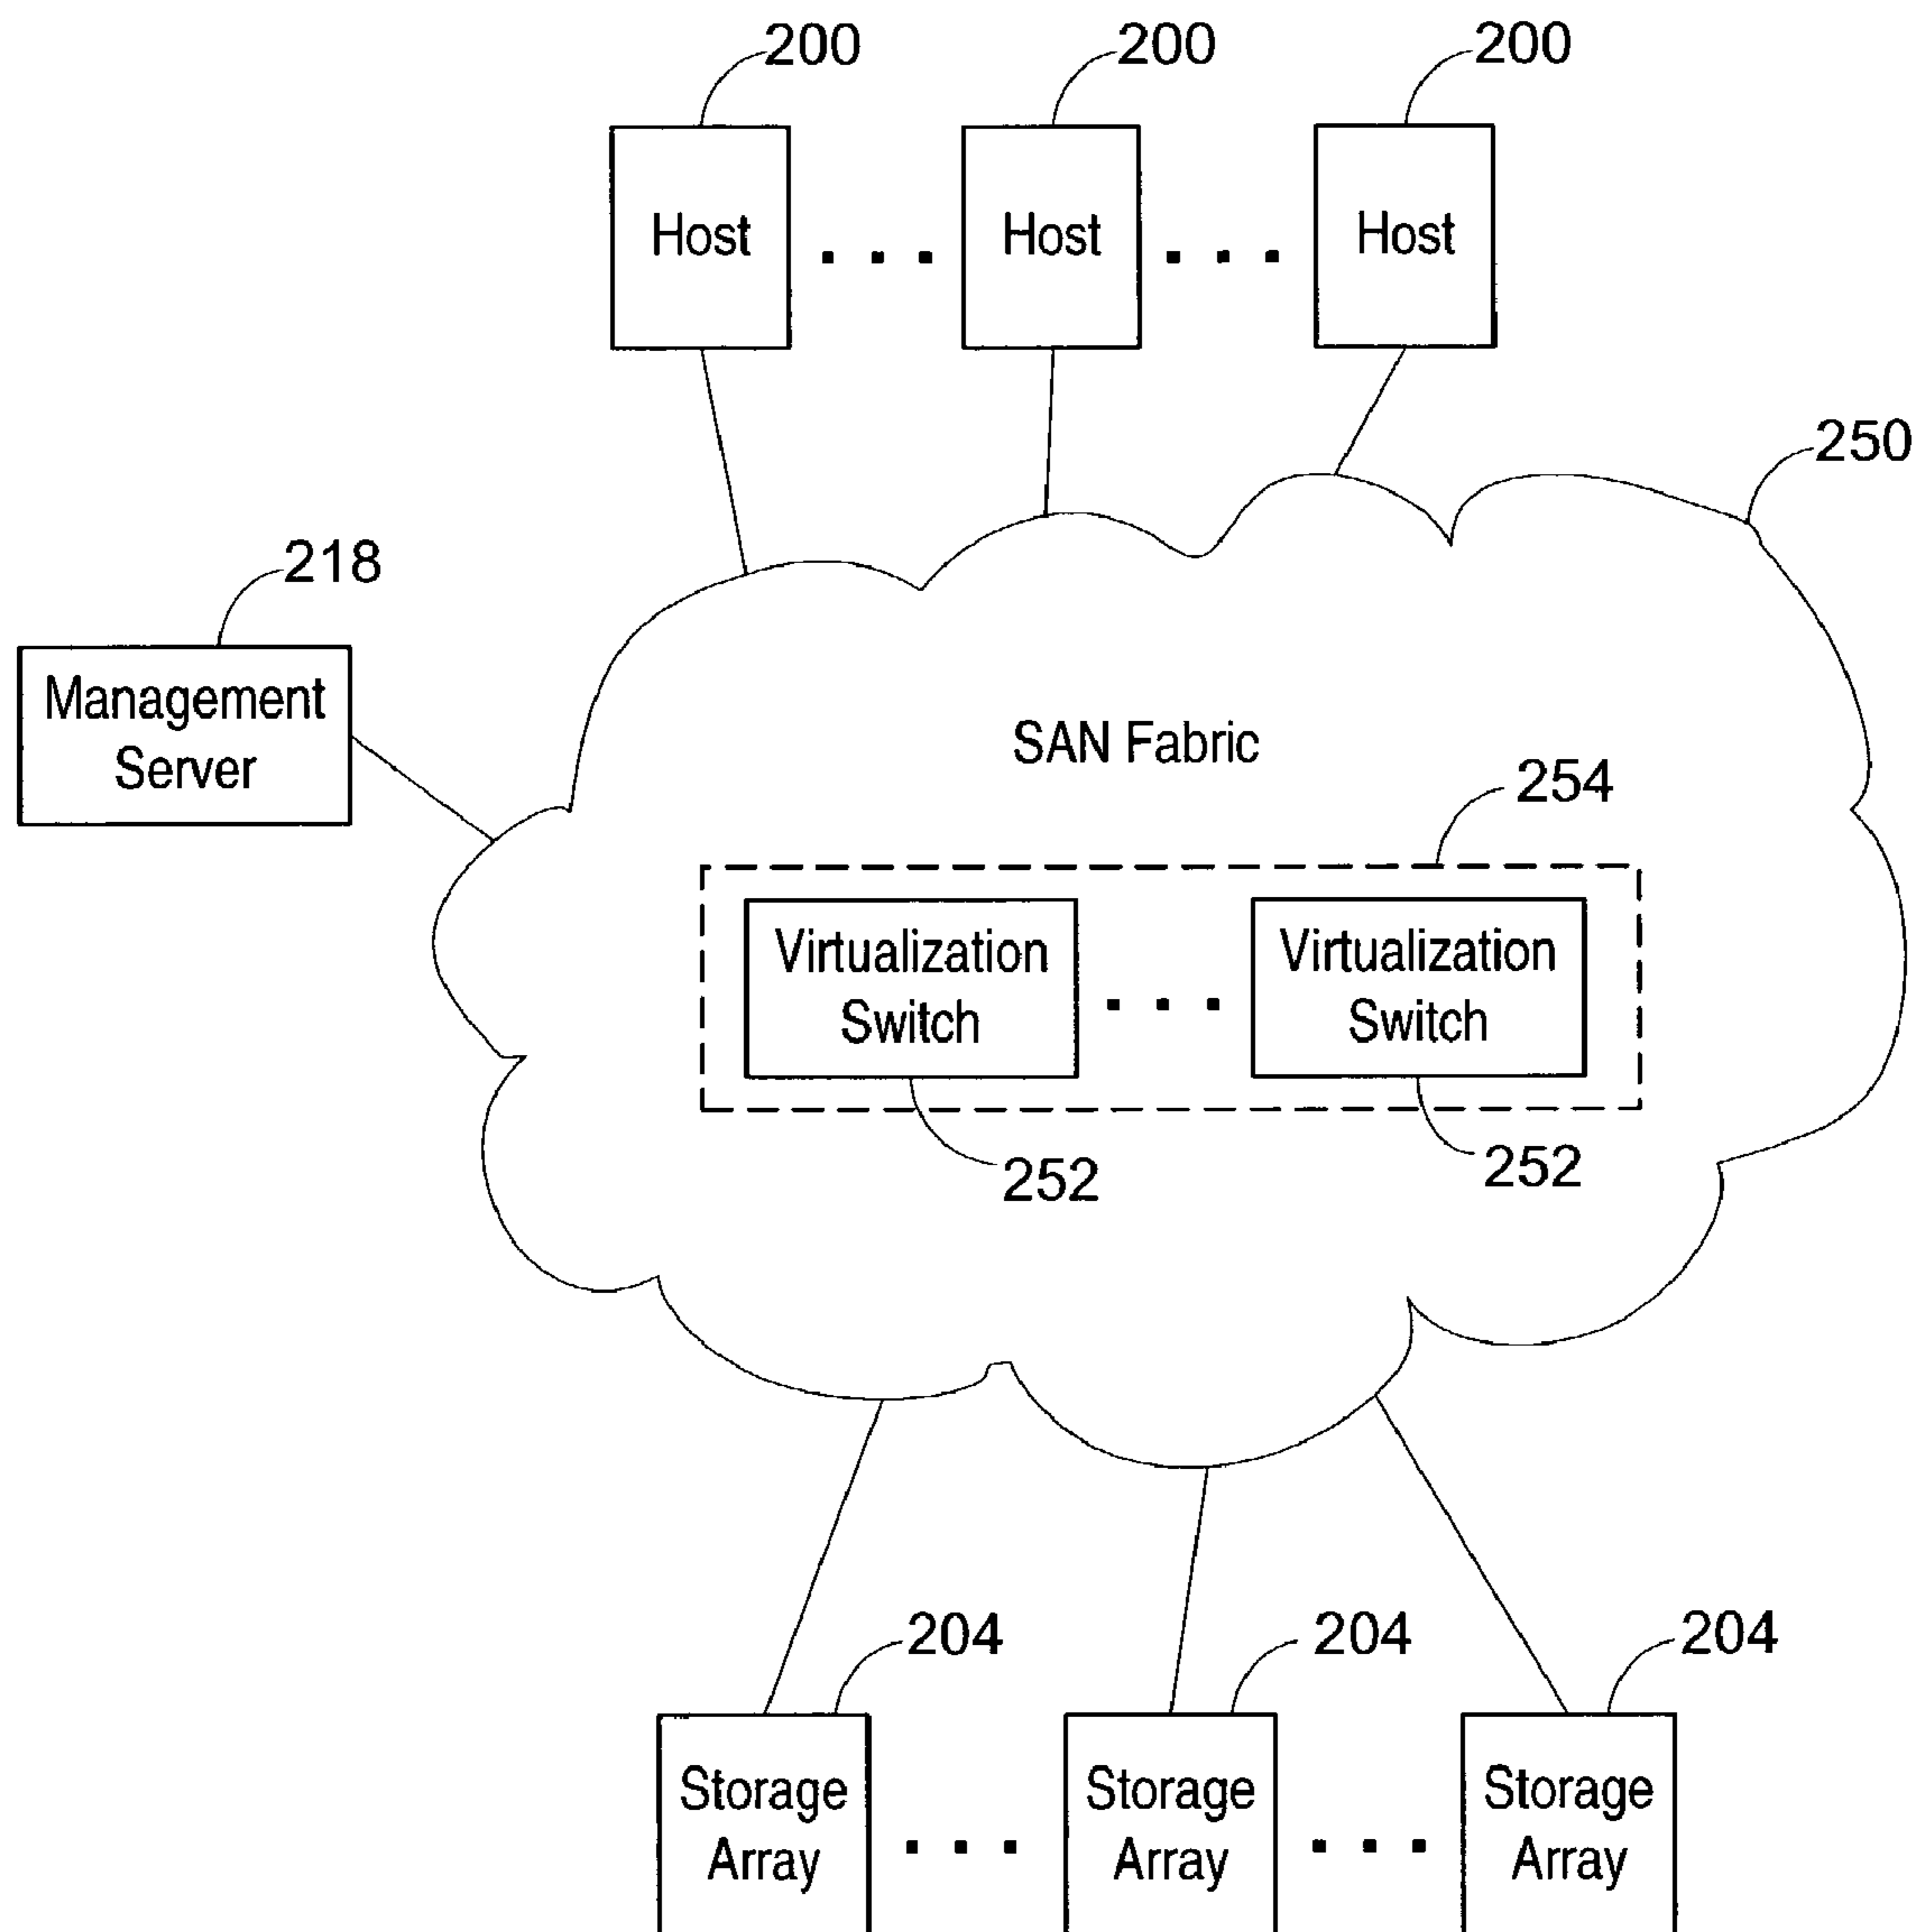 200
200
200
Host
Host
Host
250
218
Management
Server
SAN Fabric
254
Virtualization
Switch
Virtualization
Switch
252
252
204
204
204
Storage
Array
Storage
Array
Storage
Array